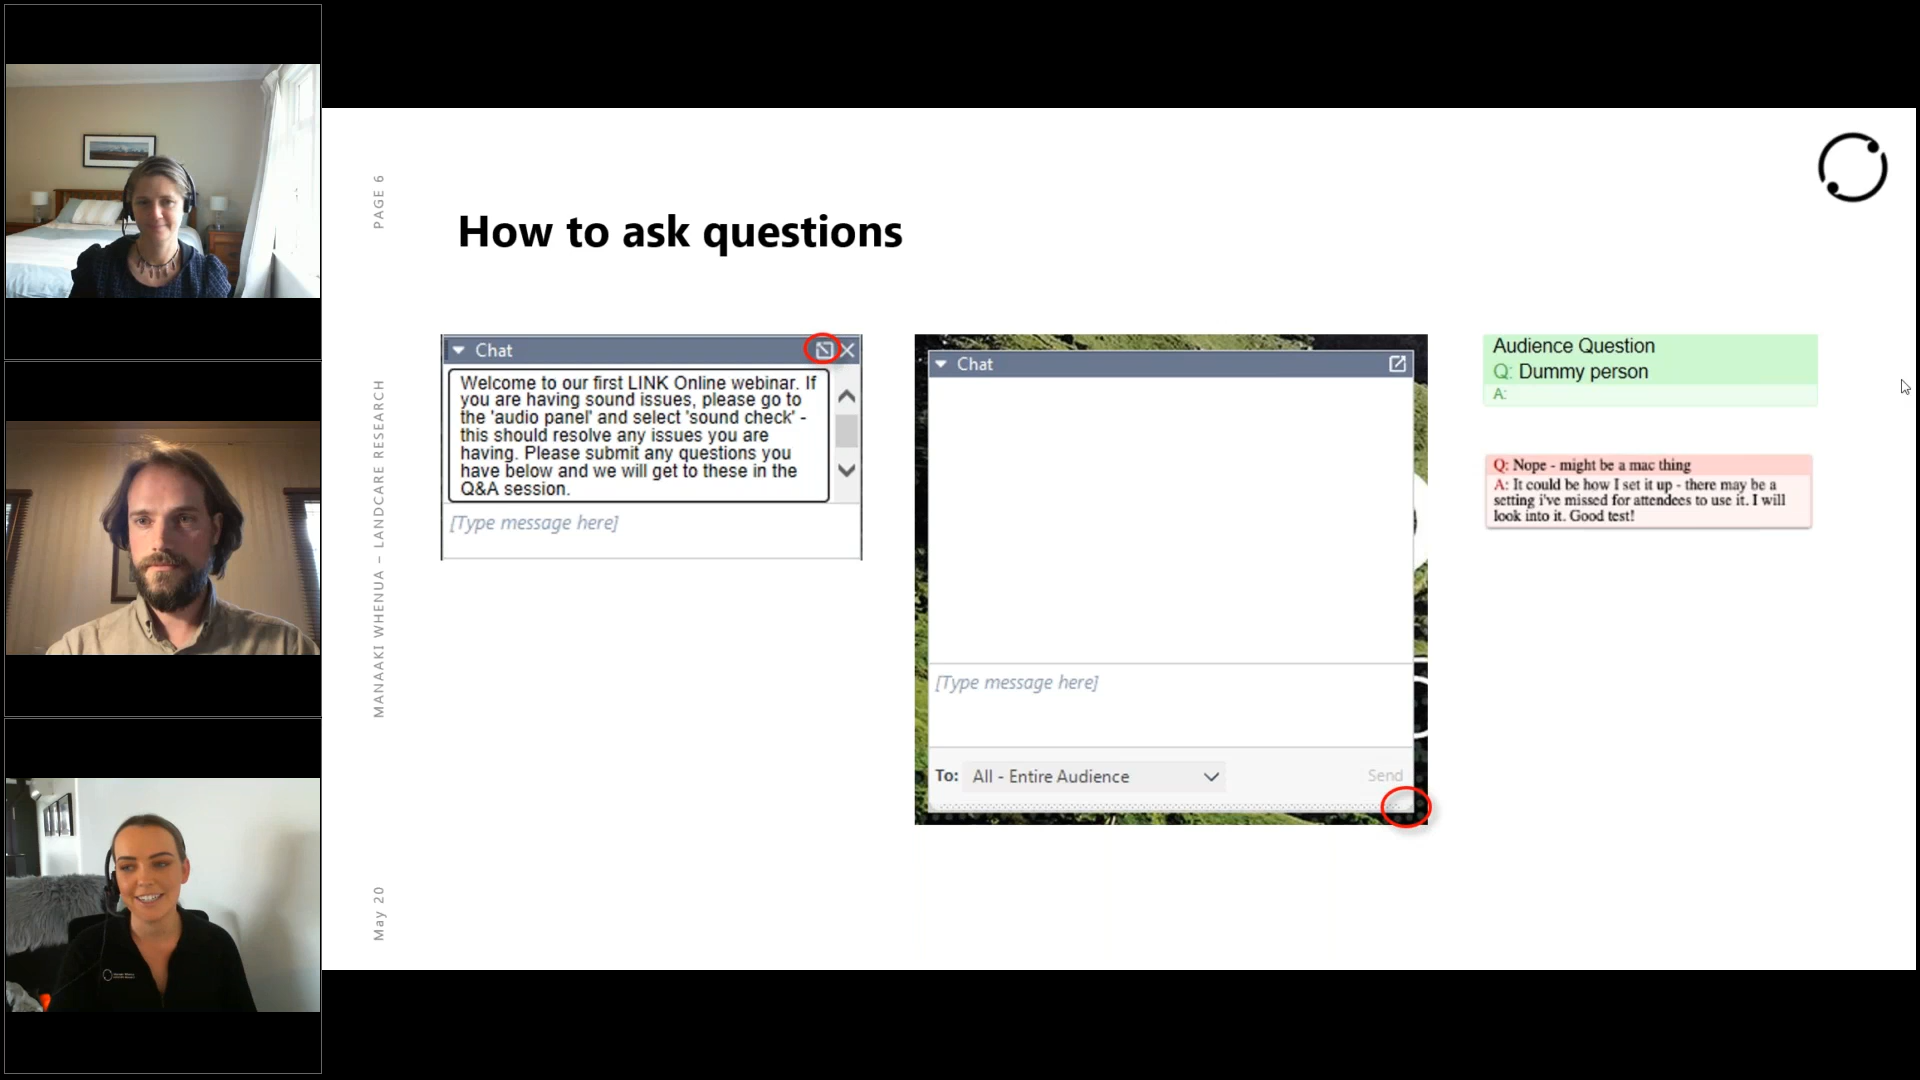 PAGE 6
MANAAKI WHENUA – LANDCARE RESEARCH
May 20
How to ask questions
Chat
Welcome to our first LINK Online webinar. If
you are having sound issues, please go to
the 'audio panel' and select 'sound check' -
this should resolve any issues you are
having. Please submit any questions you
have below and we will get to these in the
Q&A session.
[Type message here]
Chat
[Type message here]
To: All - Entire Audience
Send
Audience Question
Q: Dummy person
A:
Q: Nope - might be a mac thing
A: It could be how I set it up - there may be a
setting i've missed for attendees to use it. I will
look into it. Good test!